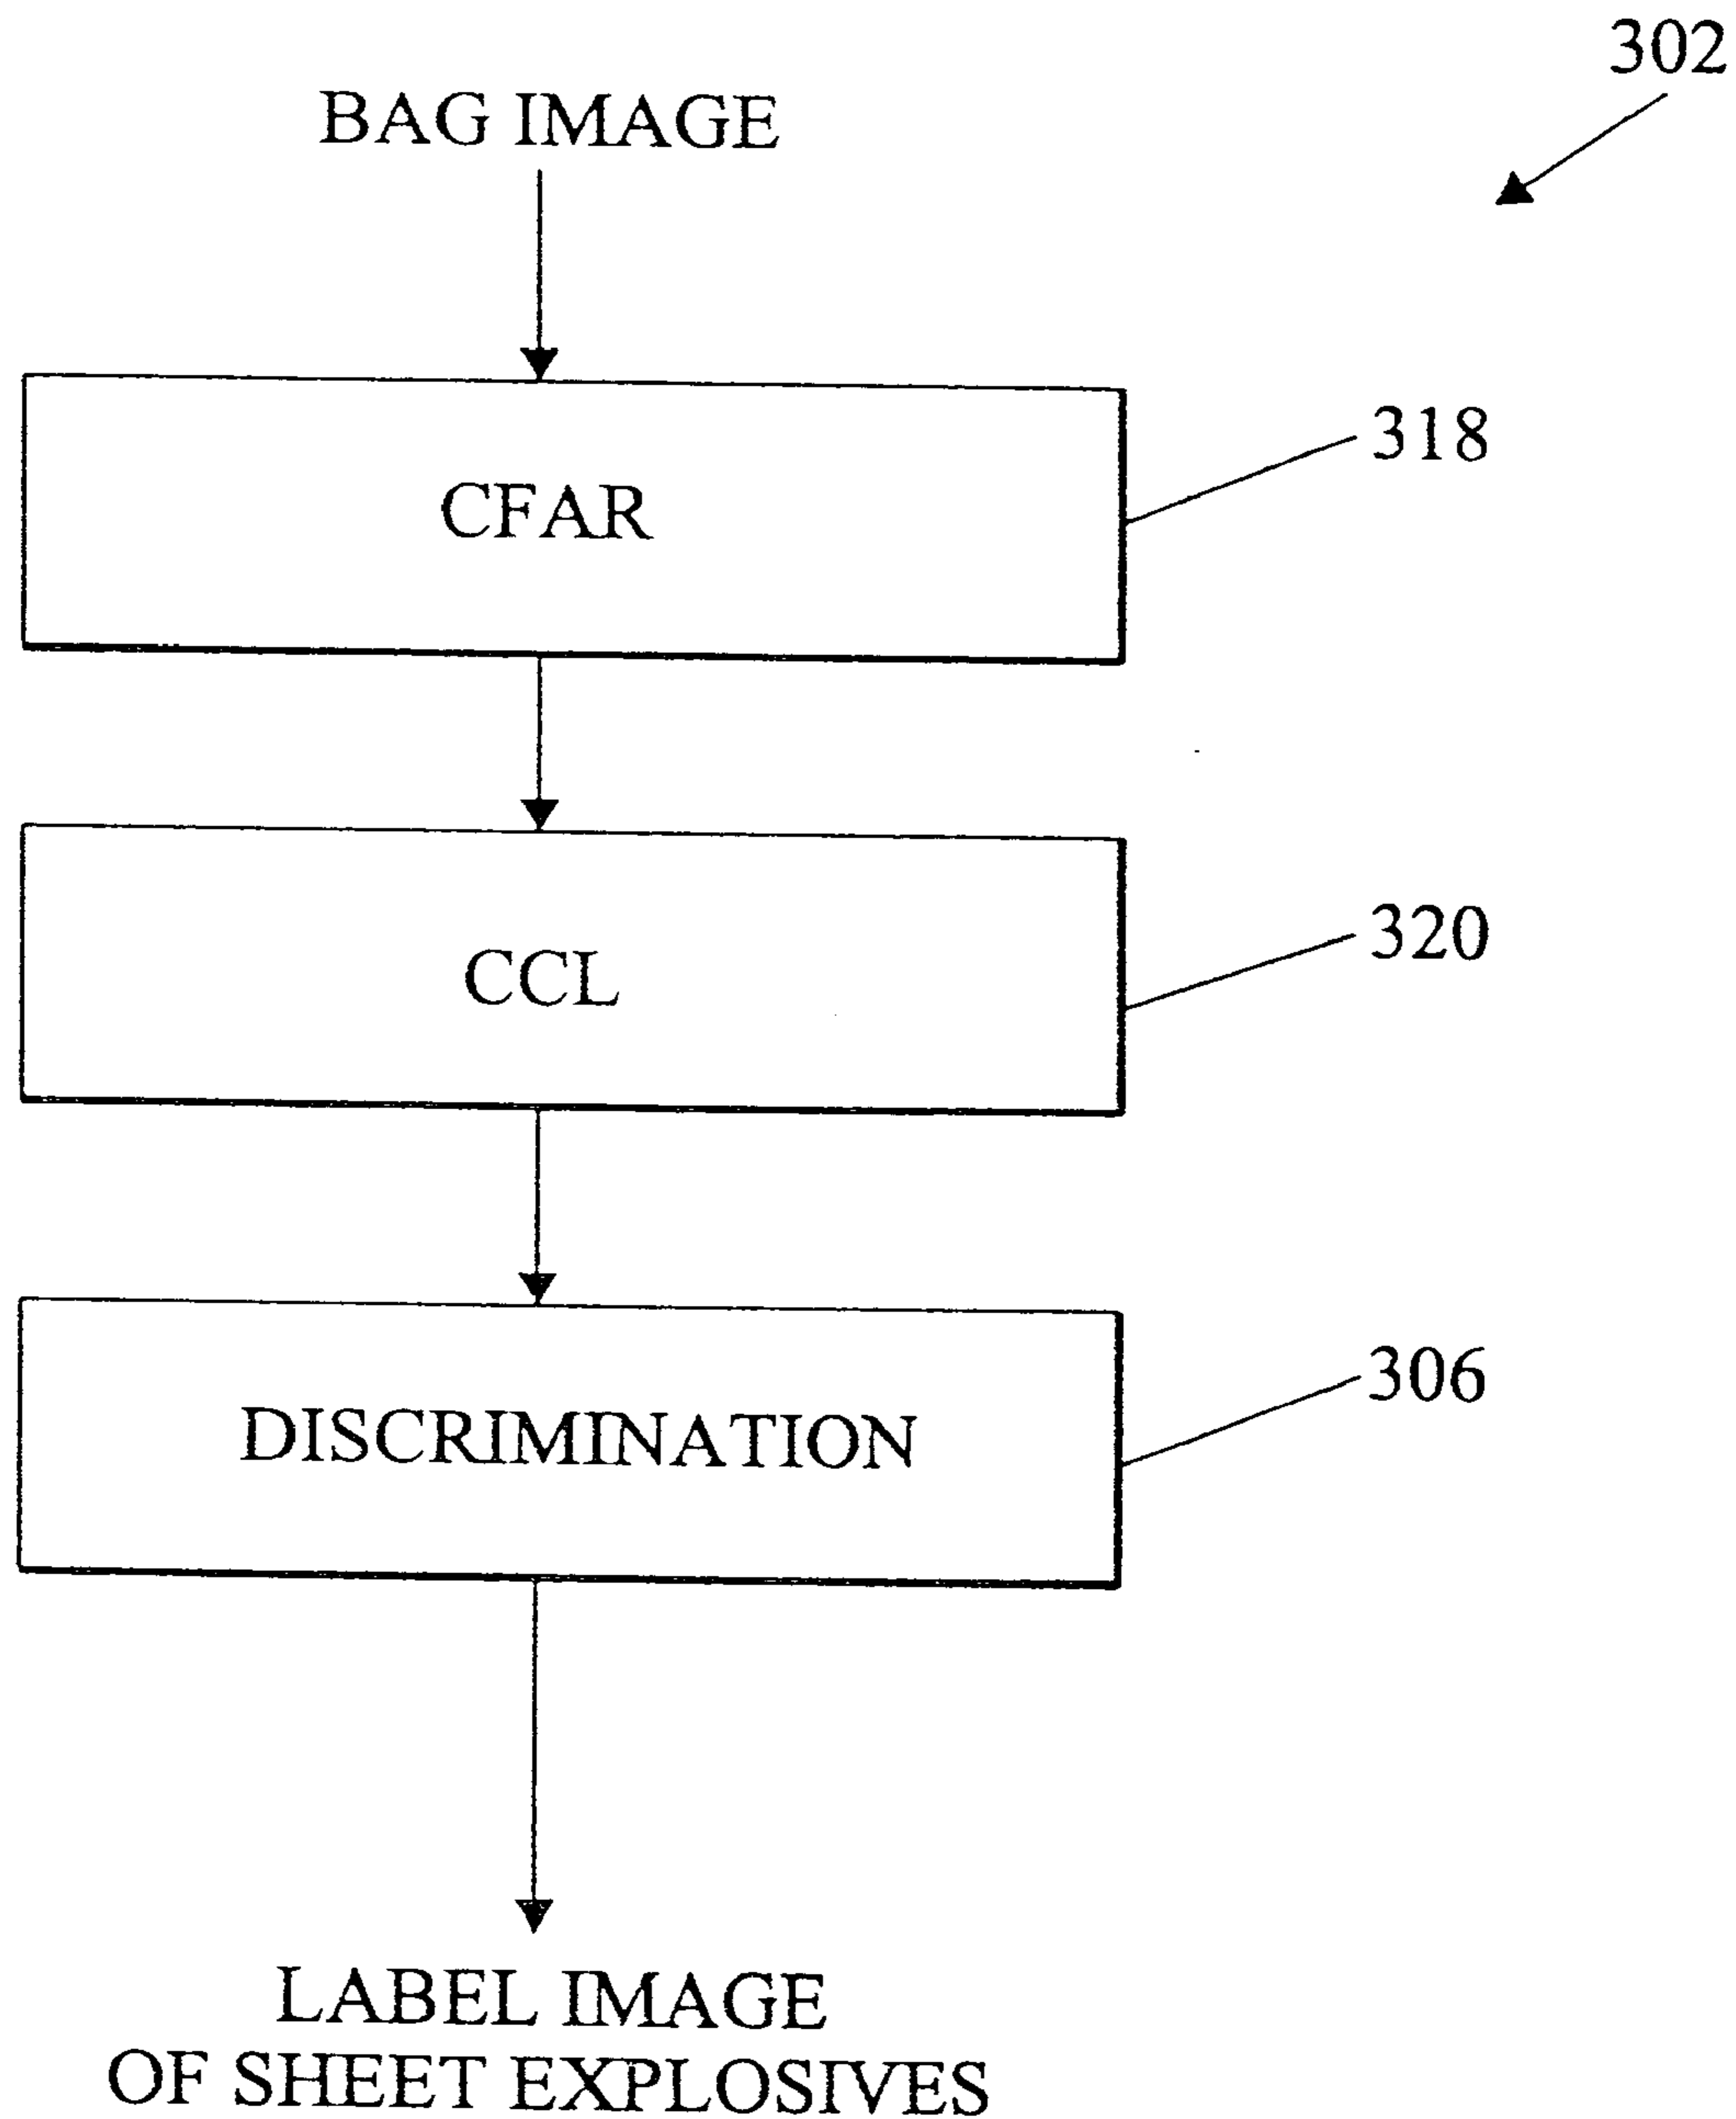 302
BAG IMAGE
CFAR
318
CCL
320
DISCRIMINATION
306
LABEL IMAGE
OF SHEET EXPLOSIVES